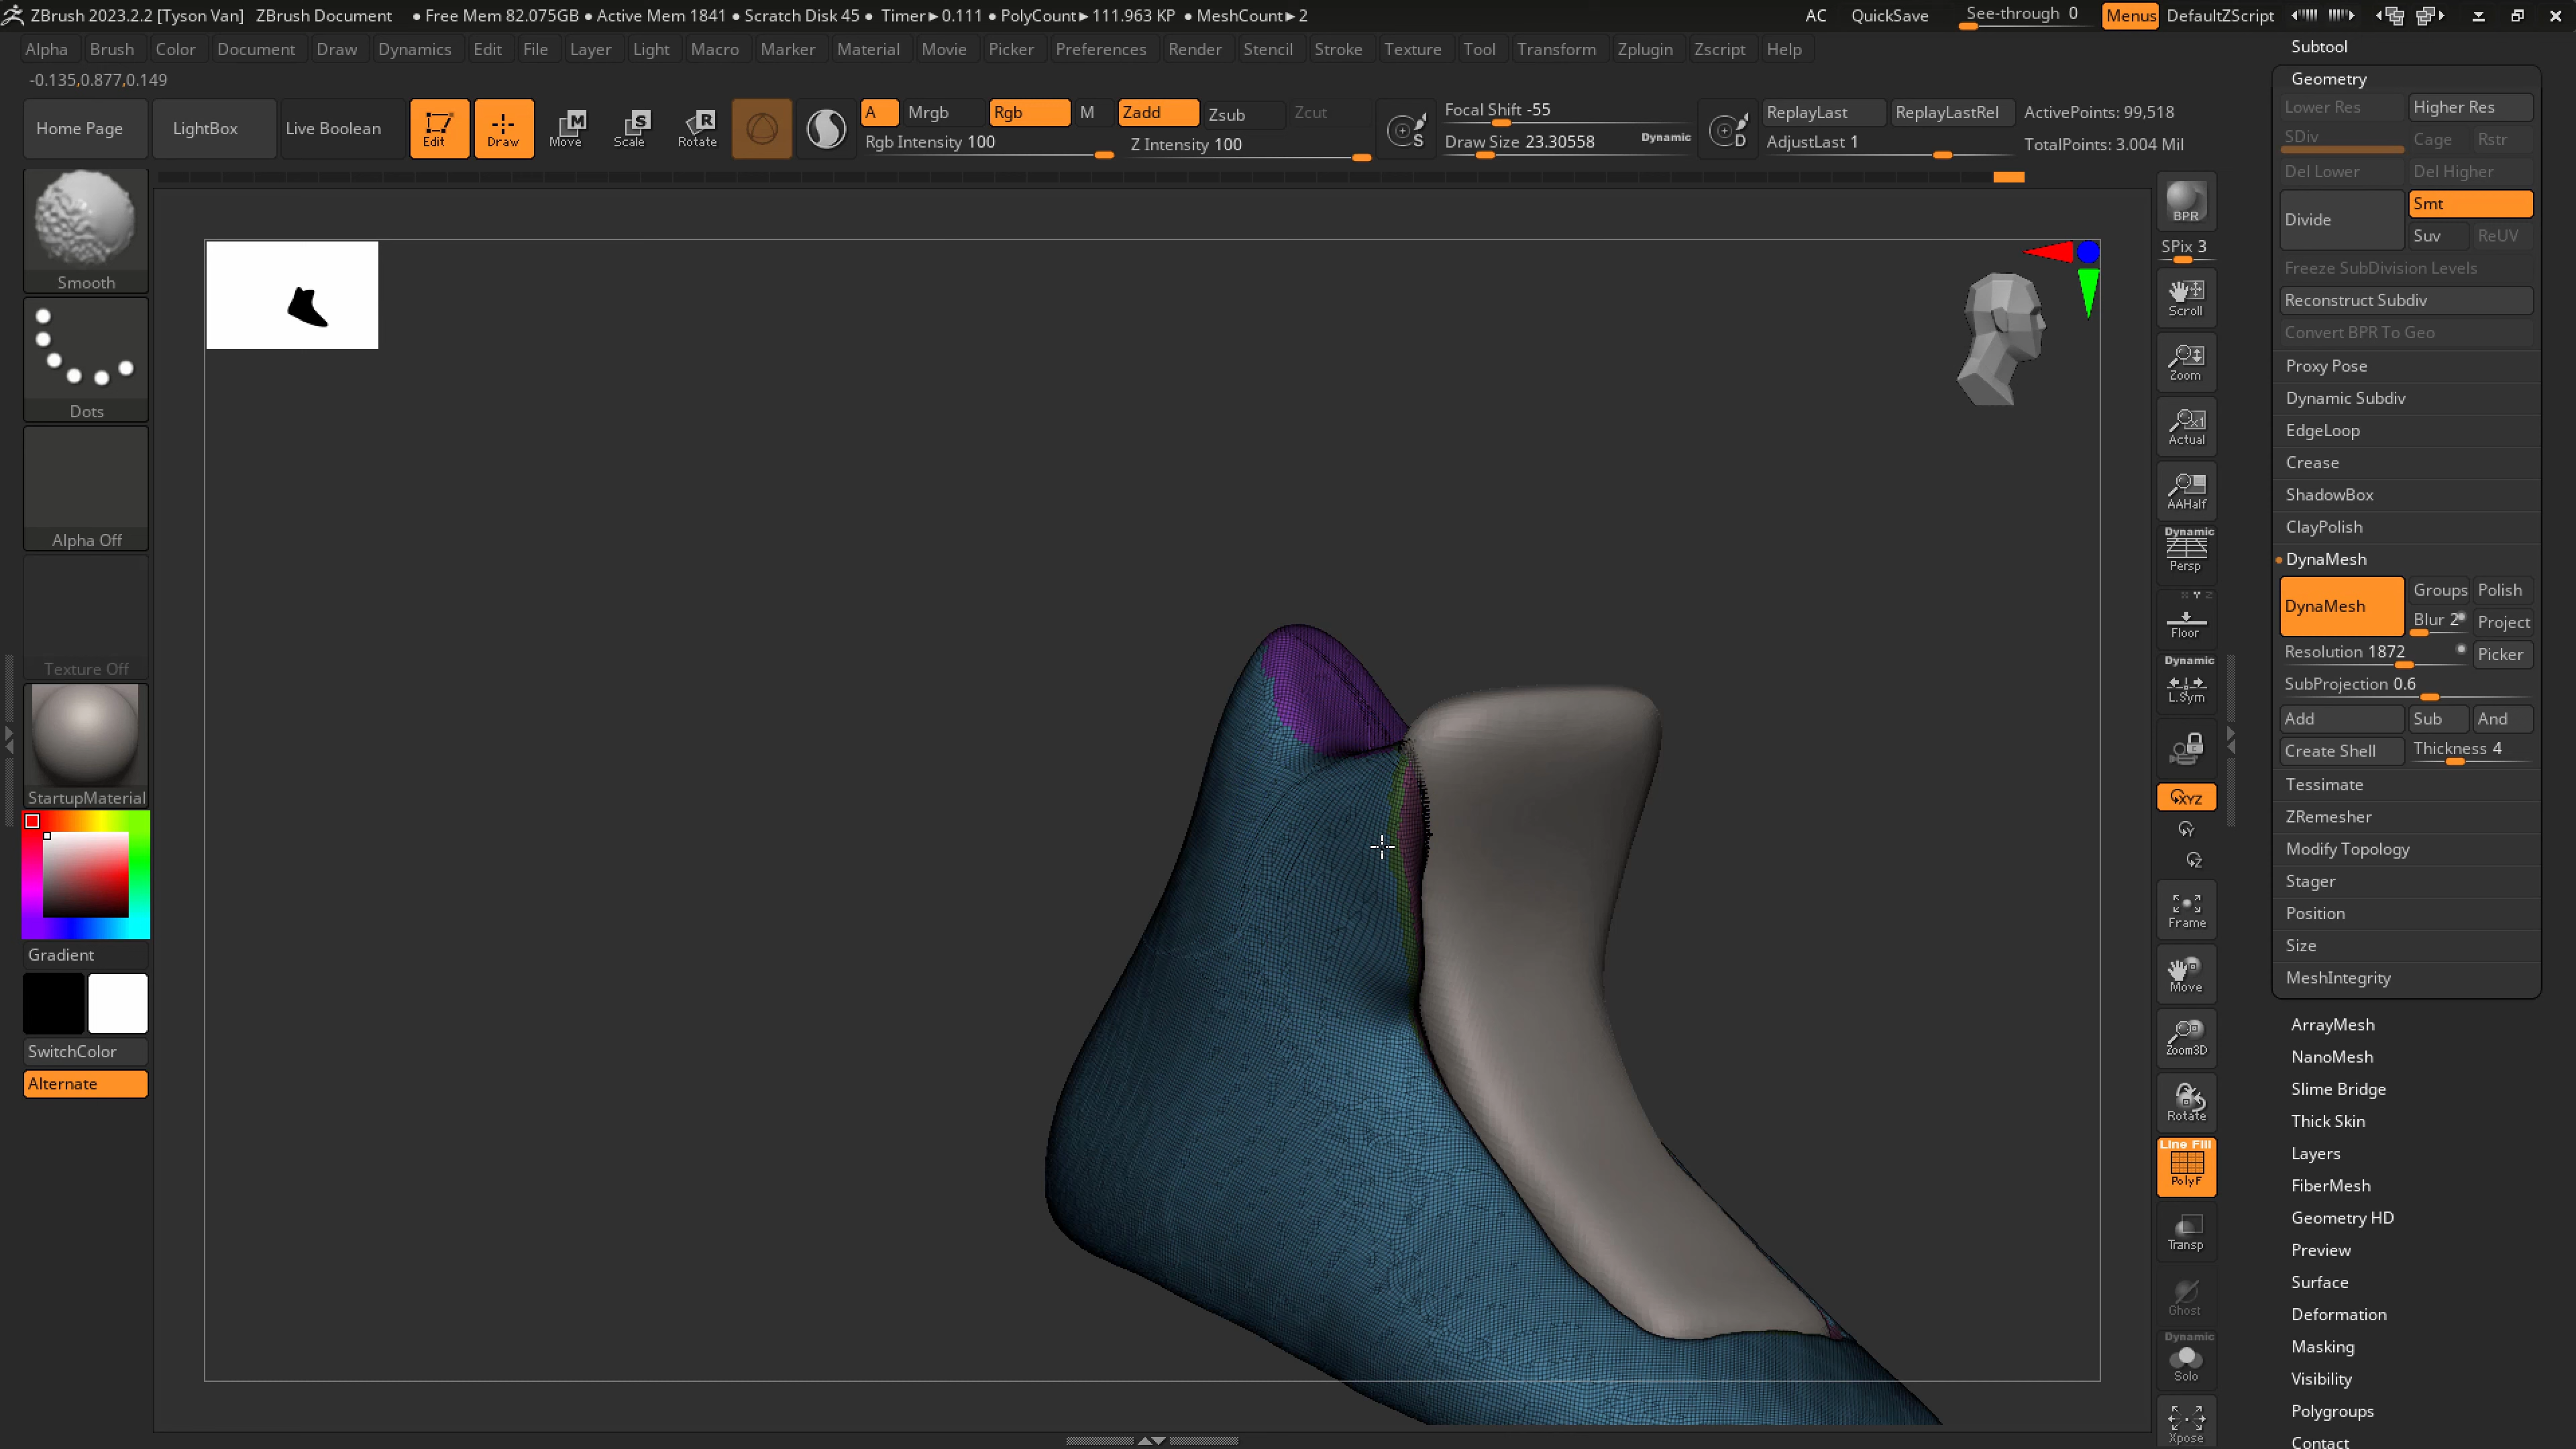 ZBrush 2023.2.2 [Tyson Van] ZBrush Document ● Free Mem 82.075GB ● Active Mem 1841 ● Scratch Disk 45 ● Timer►0.111 ● PolyCount►111.963 KP ● MeshCount►2 AC QuickSave See-through 0 Menus DefaultZScript
Alpha Brush Color Document Draw Dynamics Edit File Layer Light Macro Marker Material Movie Picker Preferences Render Stencil Stroke Texture Tool Transform Zplugin Zscript Help
-0.135,0.877,0.149
Home Page LightBox Live Boolean Edit Draw Move Scale Rotate
A Mrgb Rgb M Zadd Zsub Zcut
Rgb Intensity 100 Z Intensity 100
Focal Shift -55
Draw Size 23.30558 Dynamic
ReplayLast ReplayLastRel ActivePoints: 99,518
AdjustLast 1 TotalPoints: 3.004 Mil
Smooth
Dots
Alpha Off
Texture Off
StartupMaterial
Gradient
SwitchColor
Alternate
BPR
SPix 3
Scroll
Zoom
Actual
AAHalf
Dynamic
Persp
Floor
Dynamic
L.Sym
XYZ
Y
Z
Frame
Move
Zoom3D
Rotate
Line Fill
PolyF
Transp
Ghost
Dynamic
Solo
Xpose
Subtool
Geometry
Lower Res Higher Res
SDiv Cage Rstr
Del Lower Del Higher
Divide Smt
Suv ReUV
Freeze SubDivision Levels
Reconstruct Subdiv
Convert BPR To Geo
Proxy Pose
Dynamic Subdiv
EdgeLoop
Crease
ShadowBox
ClayPolish
DynaMesh
DynaMesh Groups Polish
Blur 2 Project
Resolution 1872 Picker
SubProjection 0.6
Add Sub And
Create Shell Thickness 4
Tessimate
ZRemesher
Modify Topology
Stager
Position
Size
MeshIntegrity
ArrayMesh
NanoMesh
Slime Bridge
Thick Skin
Layers
FiberMesh
Geometry HD
Preview
Surface
Deformation
Masking
Visibility
Polygroups
Contact